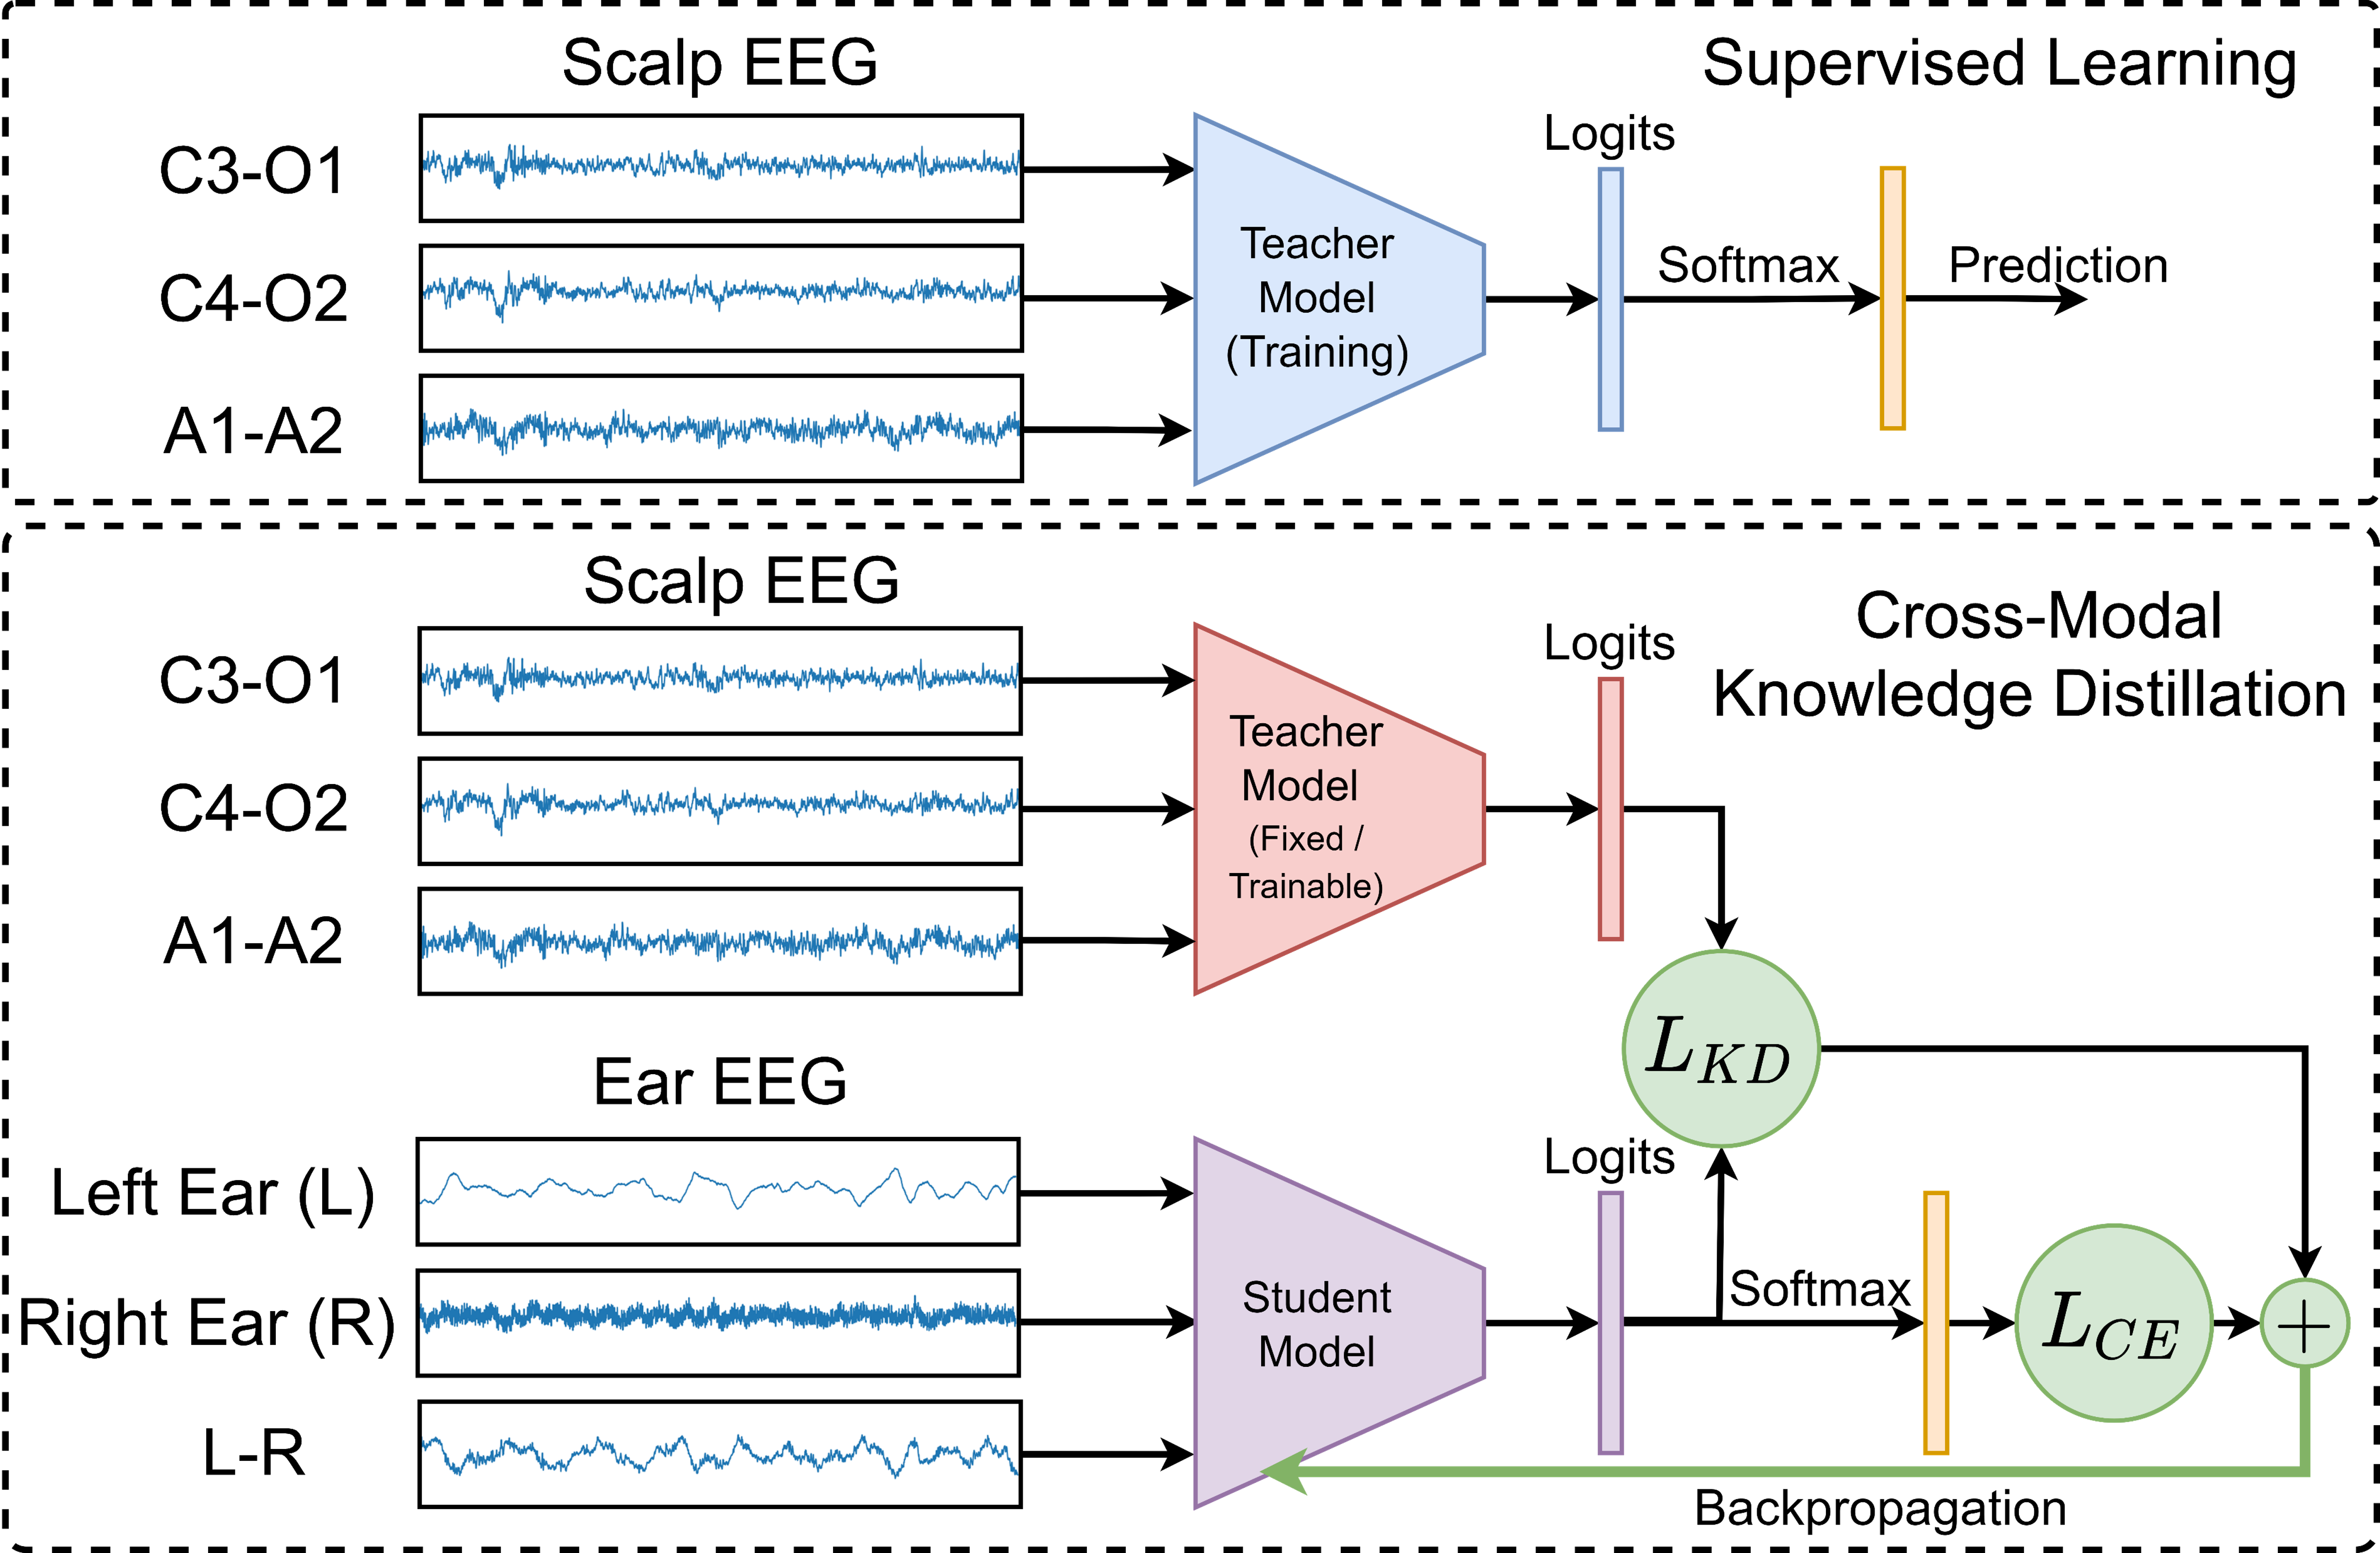 Scalp EEG
Supervised Learning
C3-O1
C4-O2
A1-A2
Teacher
Model
(Training)
Logits
Softmax
Prediction
Scalp EEG
Cross-Modal
Knowledge Distillation
C3-O1
C4-O2
A1-A2
Teacher
Model
(Fixed /
Trainable)
Logits
L_{KD}
Ear EEG
Left Ear (L)
Right Ear (R)
L-R
Student
Model
Logits
Softmax
L_{CE}
+
Backpropagation